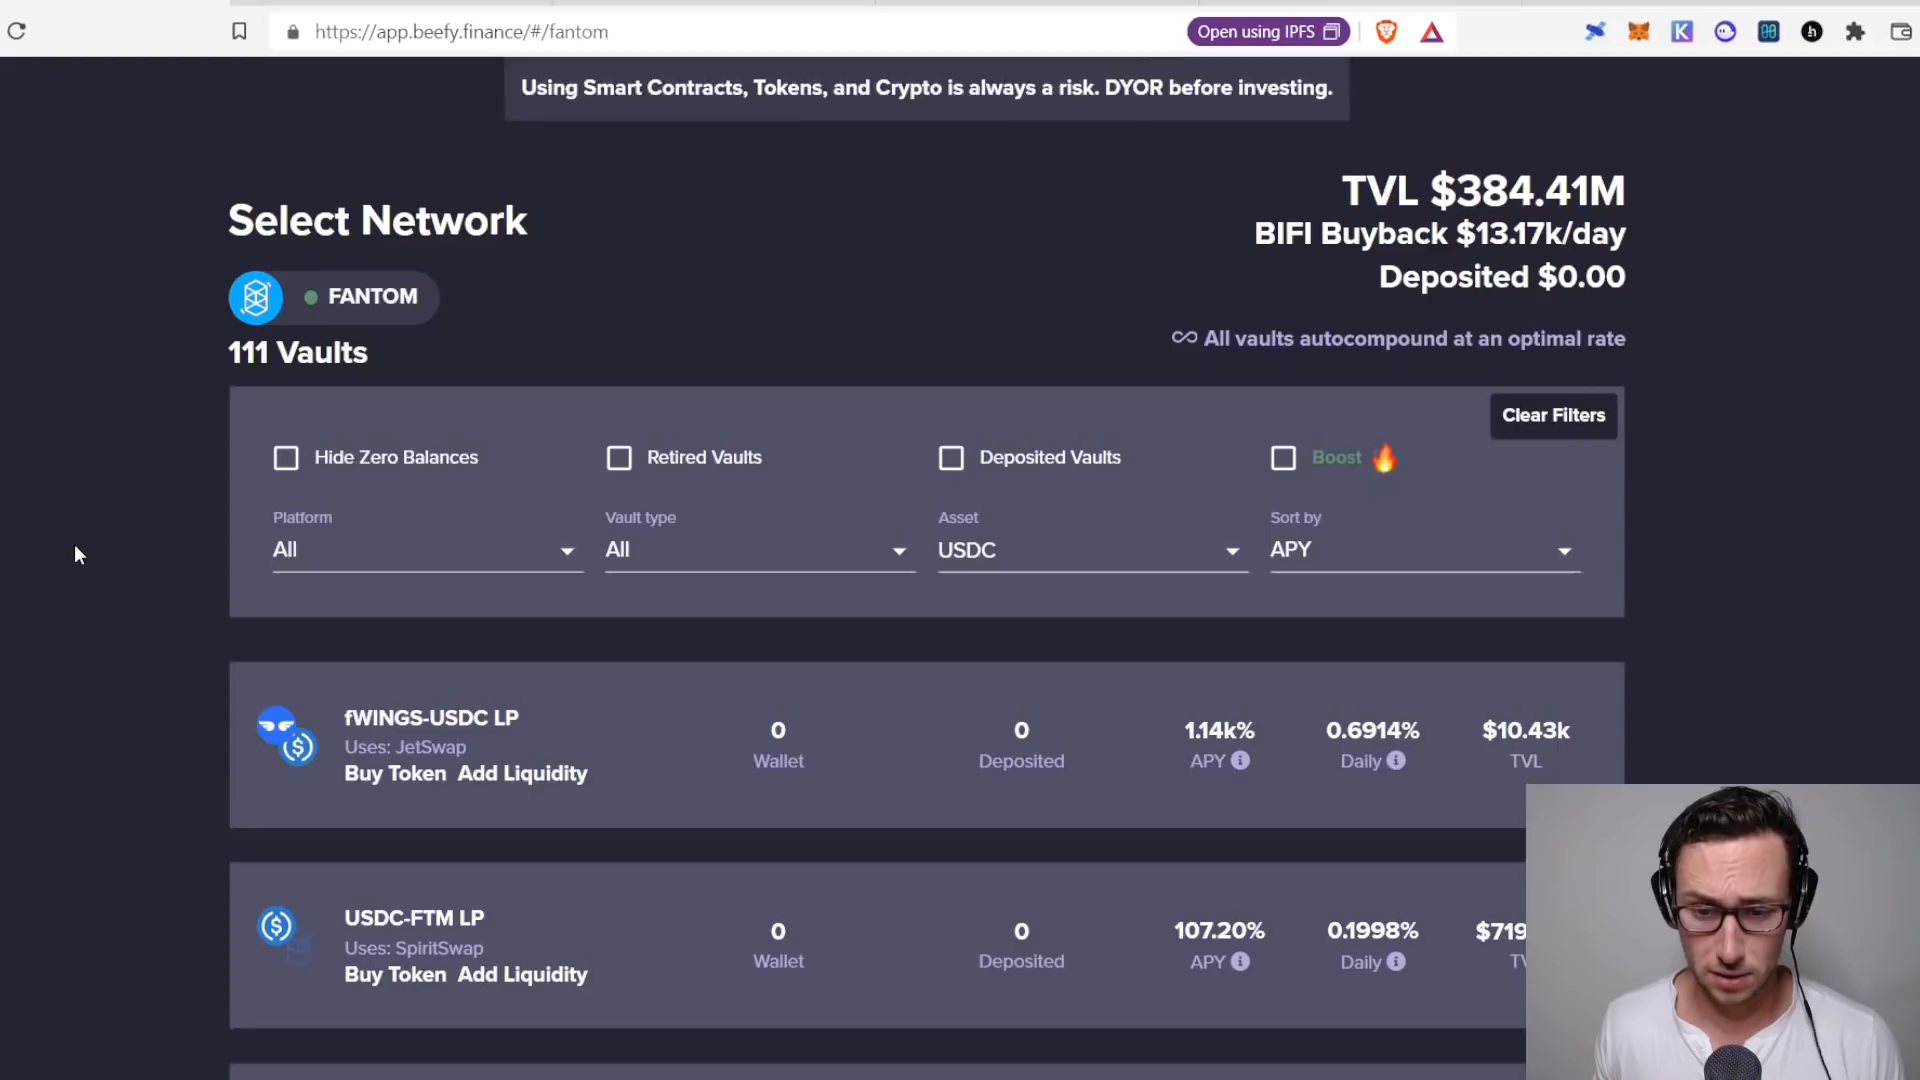 https://app.beefy.finance/#/fantom
Open using IPFS
Using Smart Contracts, Tokens, and Crypto is always a risk. DYOR before investing.
Select Network
TVL $384.41M
BIFI Buyback $13.17k/day
Deposited $0.00
FANTOM
111 Vaults
All vaults autocompound at an optimal rate
Clear Filters
Hide Zero Balances
Retired Vaults
Deposited Vaults
Boost
Platform
Vault type
Asset
Sort by
All
All
USDC
APY
fWINGS-USDC LP
Uses: JetSwap
Buy Token Add Liquidity
0
Wallet
0
Deposited
1.14k%
APY
0.6914%
Daily
$10.43k
TVL
USDC-FTM LP
Uses: SpiritSwap
Buy Token Add Liquidity
0
Wallet
0
Deposited
107.20%
APY
0.1998%
Daily
$719